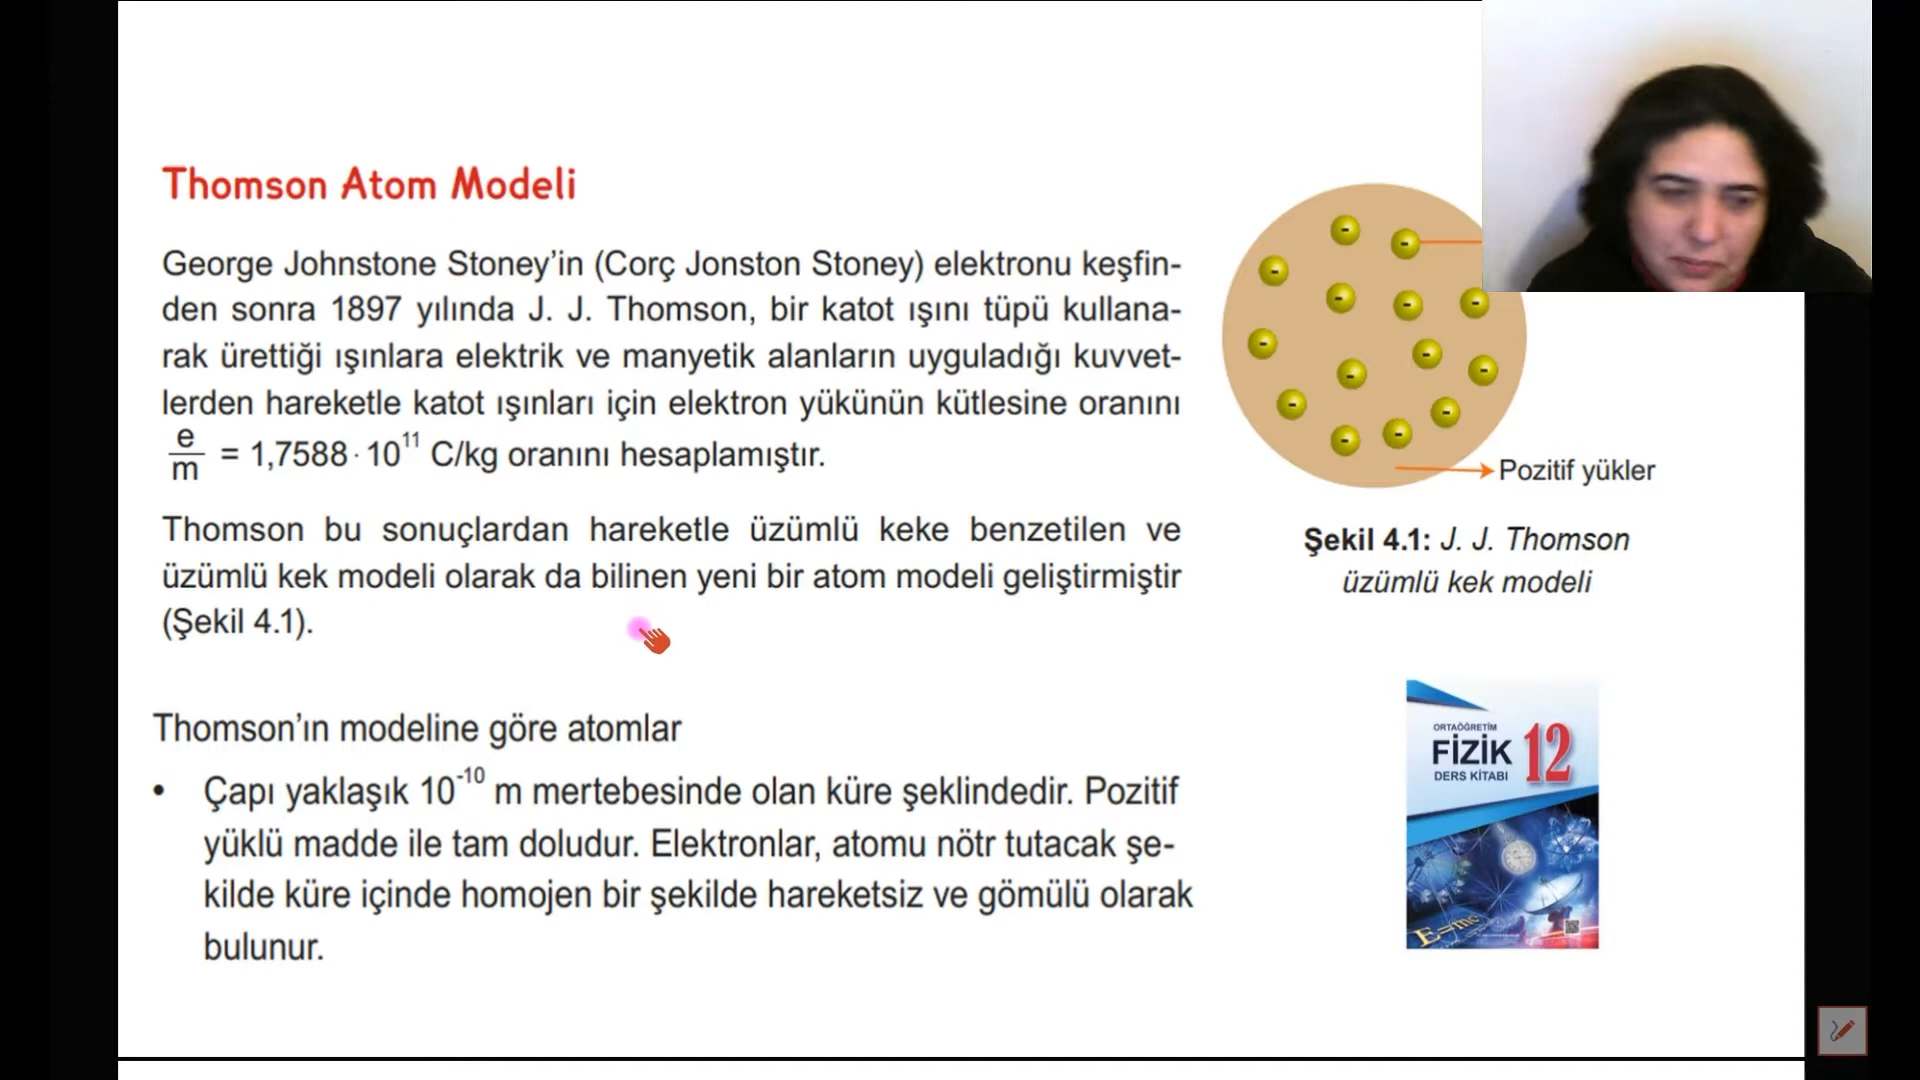 Thomson Atom Modeli
George Johnstone Stoney’in (Corç Jonston Stoney) elektronu keşfin-
den sonra 1897 yılında J. J. Thomson, bir katot ışını tüpü kullana-
rak ürettiği ışınlara elektrik ve manyetik alanların uyguladığı kuvvet-
lerden hareketle katot ışınları için elektron yükünün kütlesine oranını
e/m = 1,7588 · 10¹¹ C/kg oranını hesaplamıştır.
Thomson bu sonuçlardan hareketle üzümlü keke benzetilen ve
üzümlü kek modeli olarak da bilinen yeni bir atom modeli geliştirmiştir
(Şekil 4.1).
Pozitif yükler
Şekil 4.1: J. J. Thomson
üzümlü kek modeli
Thomson’ın modeline göre atomlar
• Çapı yaklaşık 10⁻¹⁰ m mertebesinde olan küre şeklindedir. Pozitif
yüklü madde ile tam doludur. Elektronlar, atomu nötr tutacak şe-
kilde küre içinde homojen bir şekilde hareketsiz ve gömülü olarak
bulunur.
ORTAÖĞRETİM
FİZİK 12
DERS KİTABI
E=mc